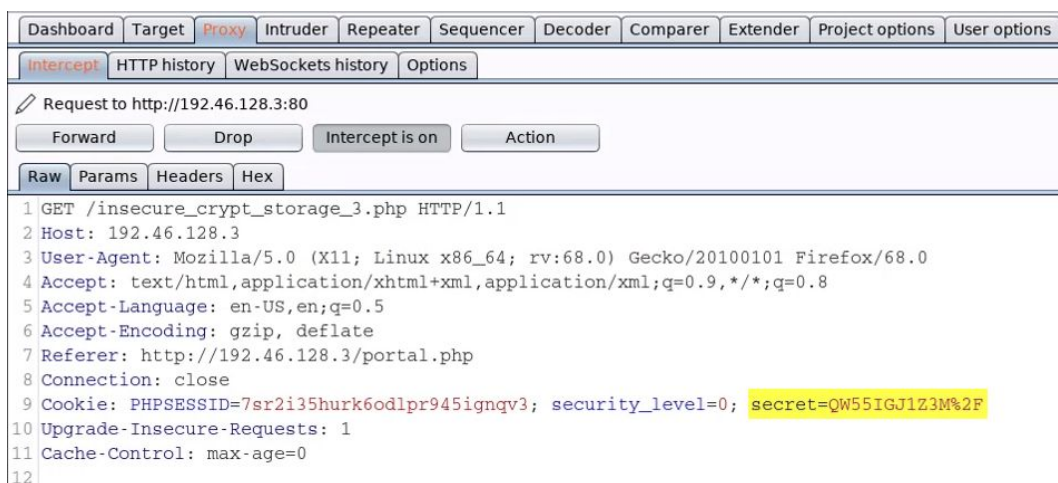 Dashboard Target Proxy Intruder Repeater Sequencer Decoder Comparer Extender Project options User options
Intercept HTTP history WebSockets history Options
Request to http://192.46.128.3:80
Forward Drop Intercept is on Action
Raw Params Headers Hex
1 GET /insecure_crypt_storage_3.php HTTP/1.1
2 Host: 192.46.128.3
3 User-Agent: Mozilla/5.0 (X11; Linux x86_64; rv:68.0) Gecko/20100101 Firefox/68.0
4 Accept: text/html,application/xhtml+xml,application/xml;q=0.9,*/*;q=0.8
5 Accept-Language: en-US,en;q=0.5
6 Accept-Encoding: gzip, deflate
7 Referer: http://192.46.128.3/portal.php
8 Connection: close
9 Cookie: PHPSESSID=7sr2i35hurk6odlpr945ignqv3; security_level=0; secret=QW55IGJ1Z3M%2F
10 Upgrade-Insecure-Requests: 1
11 Cache-Control: max-age=0
12